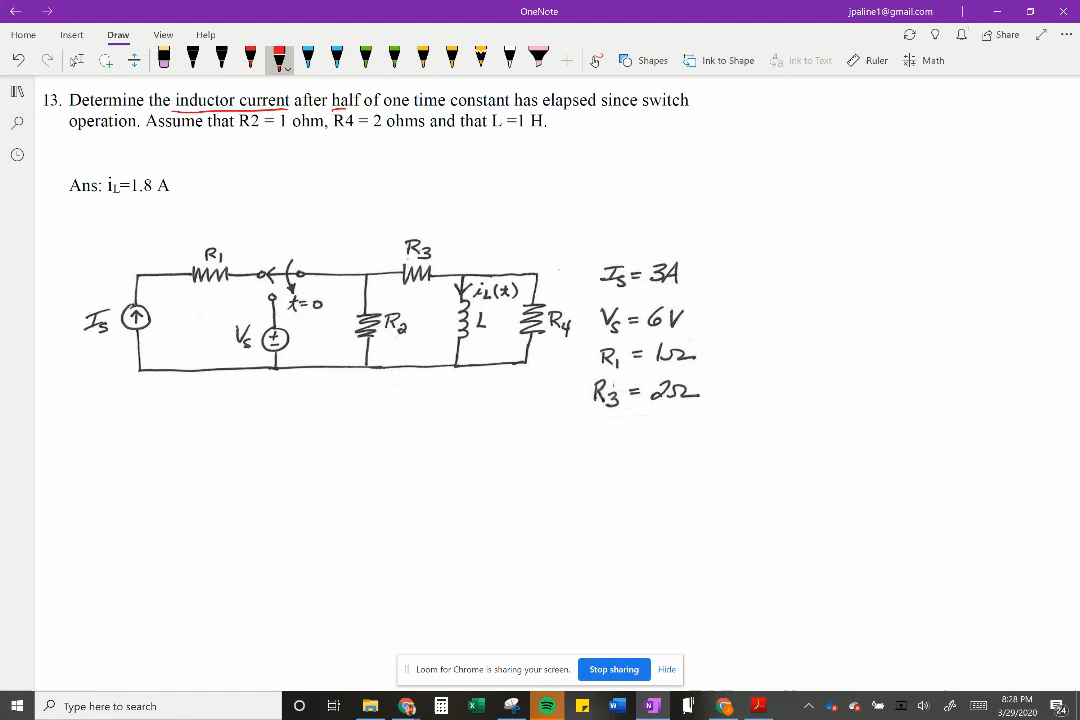 OneNote
jpaline1@gmail.com
Home Insert Draw View Help
Share
Shapes
Ink to Shape
Ink to Text
Ruler
Math
13. Determine the inductor current after half of one time constant has elapsed since switch
operation. Assume that R2 = 1 ohm, R4 = 2 ohms and that L =1 H.
Ans: iL=1.8 A
R1
R3
Is
t=0
iL(t)
Vs
R2
L
R4
Is = 3A
Vs = 6V
R1 = 1Ω
R3 = 2Ω
Loom for Chrome is sharing your screen.
Stop sharing
Hide
Type here to search
8:28 PM
3/29/2020
24